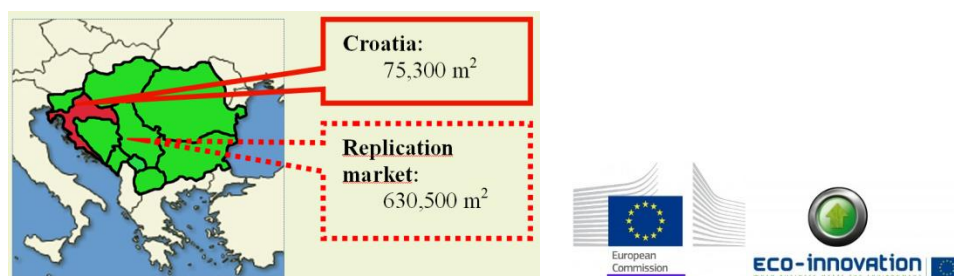 Croatia:
75,300 m²
Replication
market:
630,500 m²
European
Commission
ECO-innovation